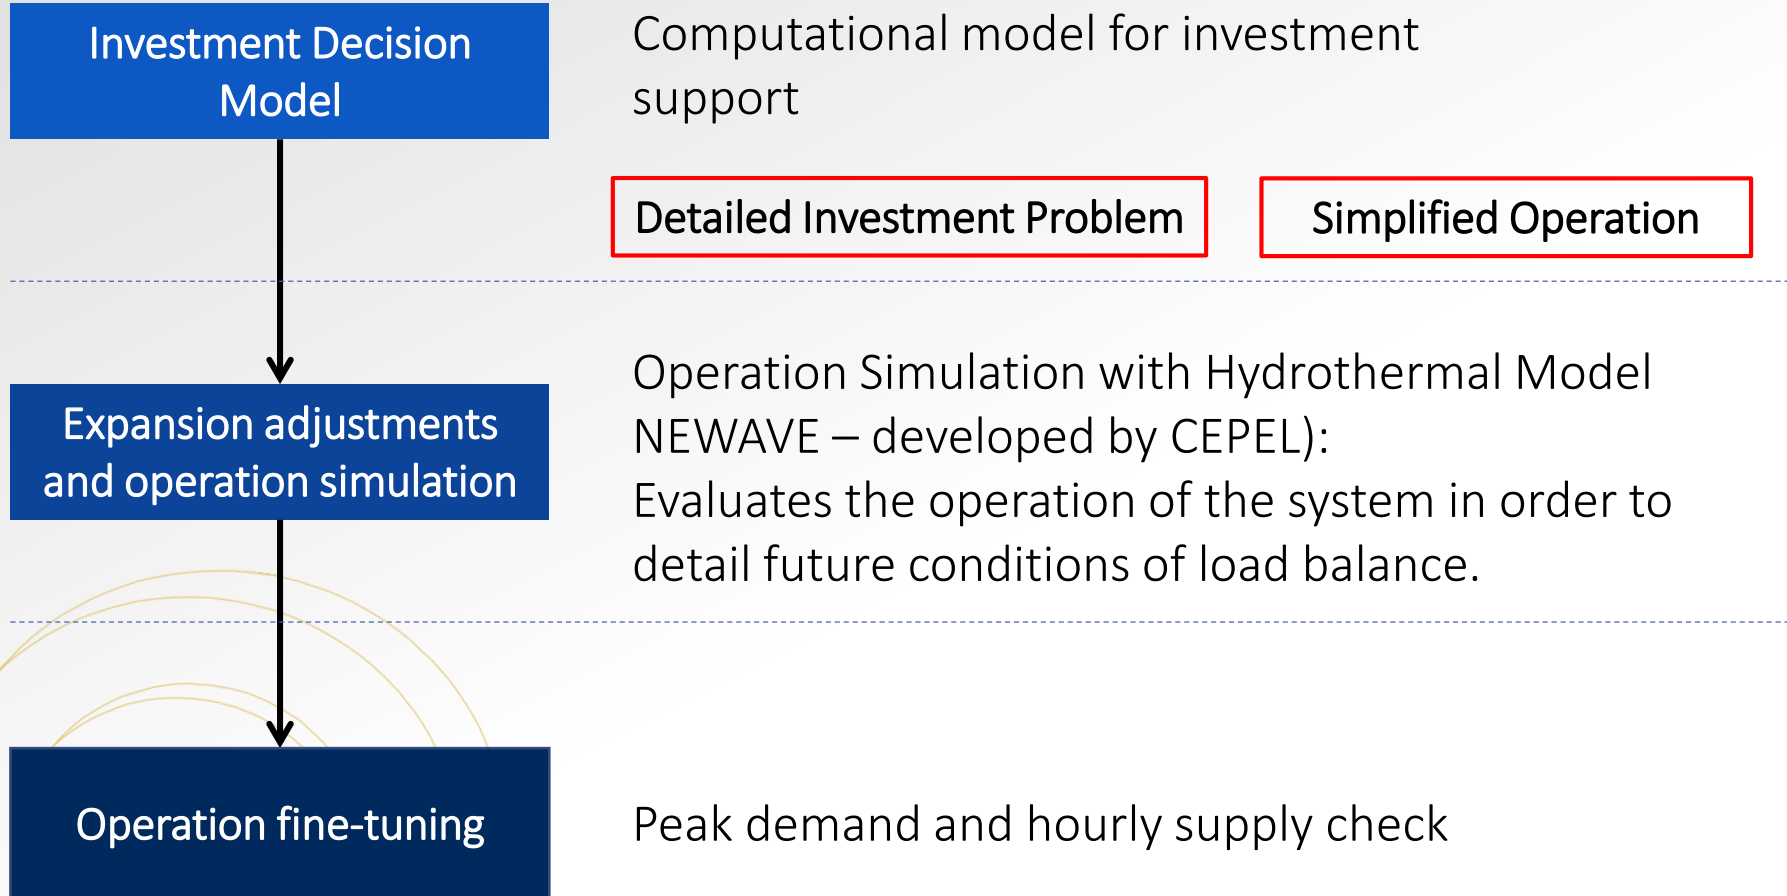 Investment Decision
Model
Computational model for investment
support
Detailed Investment Problem
Simplified Operation
Expansion adjustments
and operation simulation
Operation Simulation with Hydrothermal Model
NEWAVE – developed by CEPEL):
Evaluates the operation of the system in order to
detail future conditions of load balance.
Operation fine-tuning
Peak demand and hourly supply check